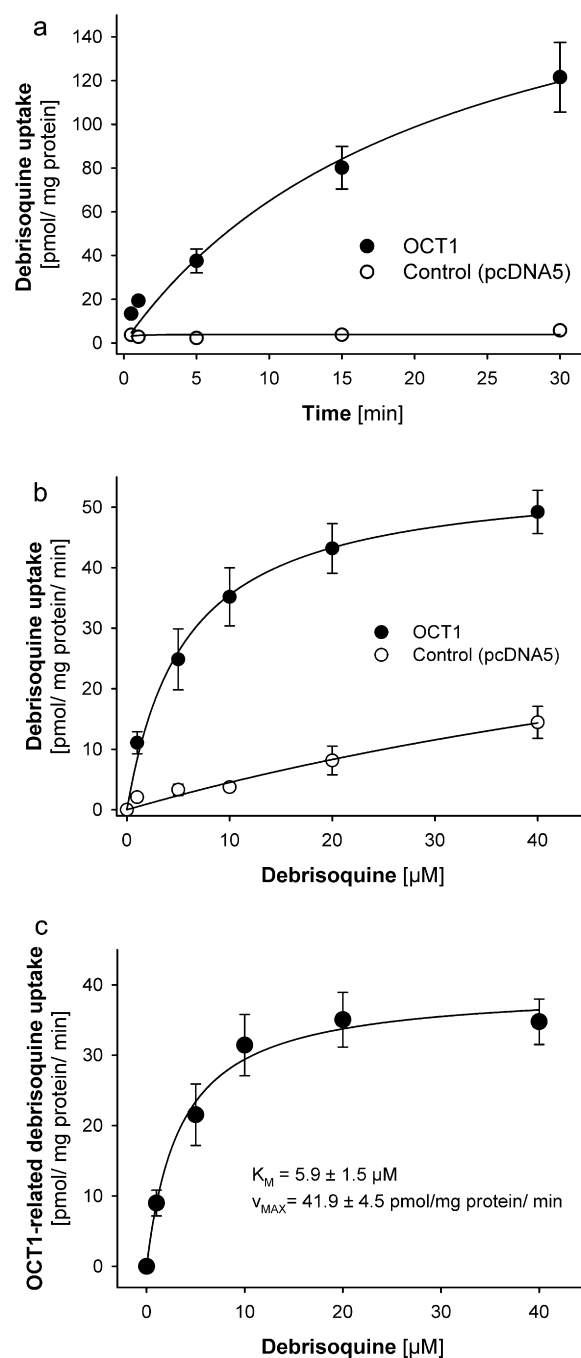 a
Debrisoquine uptake
[pmol/ mg protein]
140
120
100
80
60
40
20
0
OCT1
Control (pcDNA5)
0 5 10 15 20 25 30
Time [min]
b
Debrisoquine uptake
[pmol/ mg protein/ min]
50
40
30
20
10
0
OCT1
Control (pcDNA5)
0 10 20 30 40
Debrisoquine [µM]
c
OCT1-related debrisoquine uptake
[pmol/ mg protein/ min]
40
30
20
10
0
K_M = 5.9 ± 1.5 µM
v_MAX = 41.9 ± 4.5 pmol/mg protein/ min
0 10 20 30 40
Debrisoquine [µM]